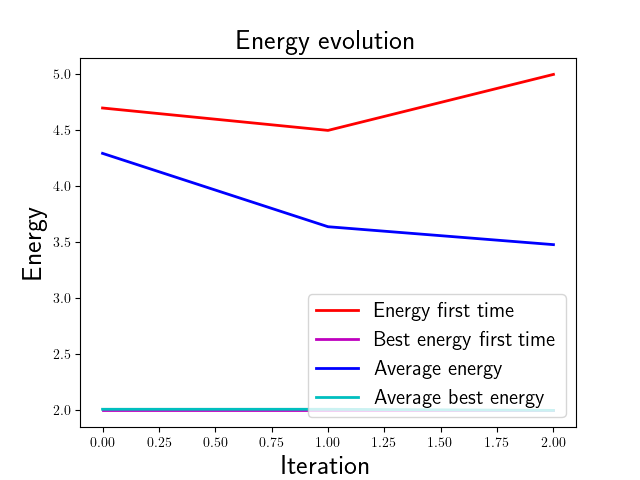 Energy evolution
5.0
4.5
4.0
3.5
3.0
2.5
2.0
Energy
Energy first time
Best energy first time
Average energy
Average best energy
0.00 0.25 0.50 0.75 1.00 1.25 1.50 1.75 2.00
Iteration